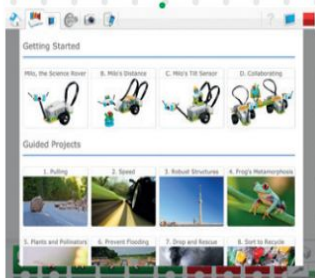 Getting Started
Milo, the Science Rover
B. Milo's Distance
C. Milo's Tilt Sensor
D. Collaborating
Guided Projects
1. Pulling
2. Speed
3. Robust Structures
4. Frog's Metamorphosis
5. Plants and Pollinators
6. Prevent Flooding
7. Drop and Rescue
8. Sort to Recycle